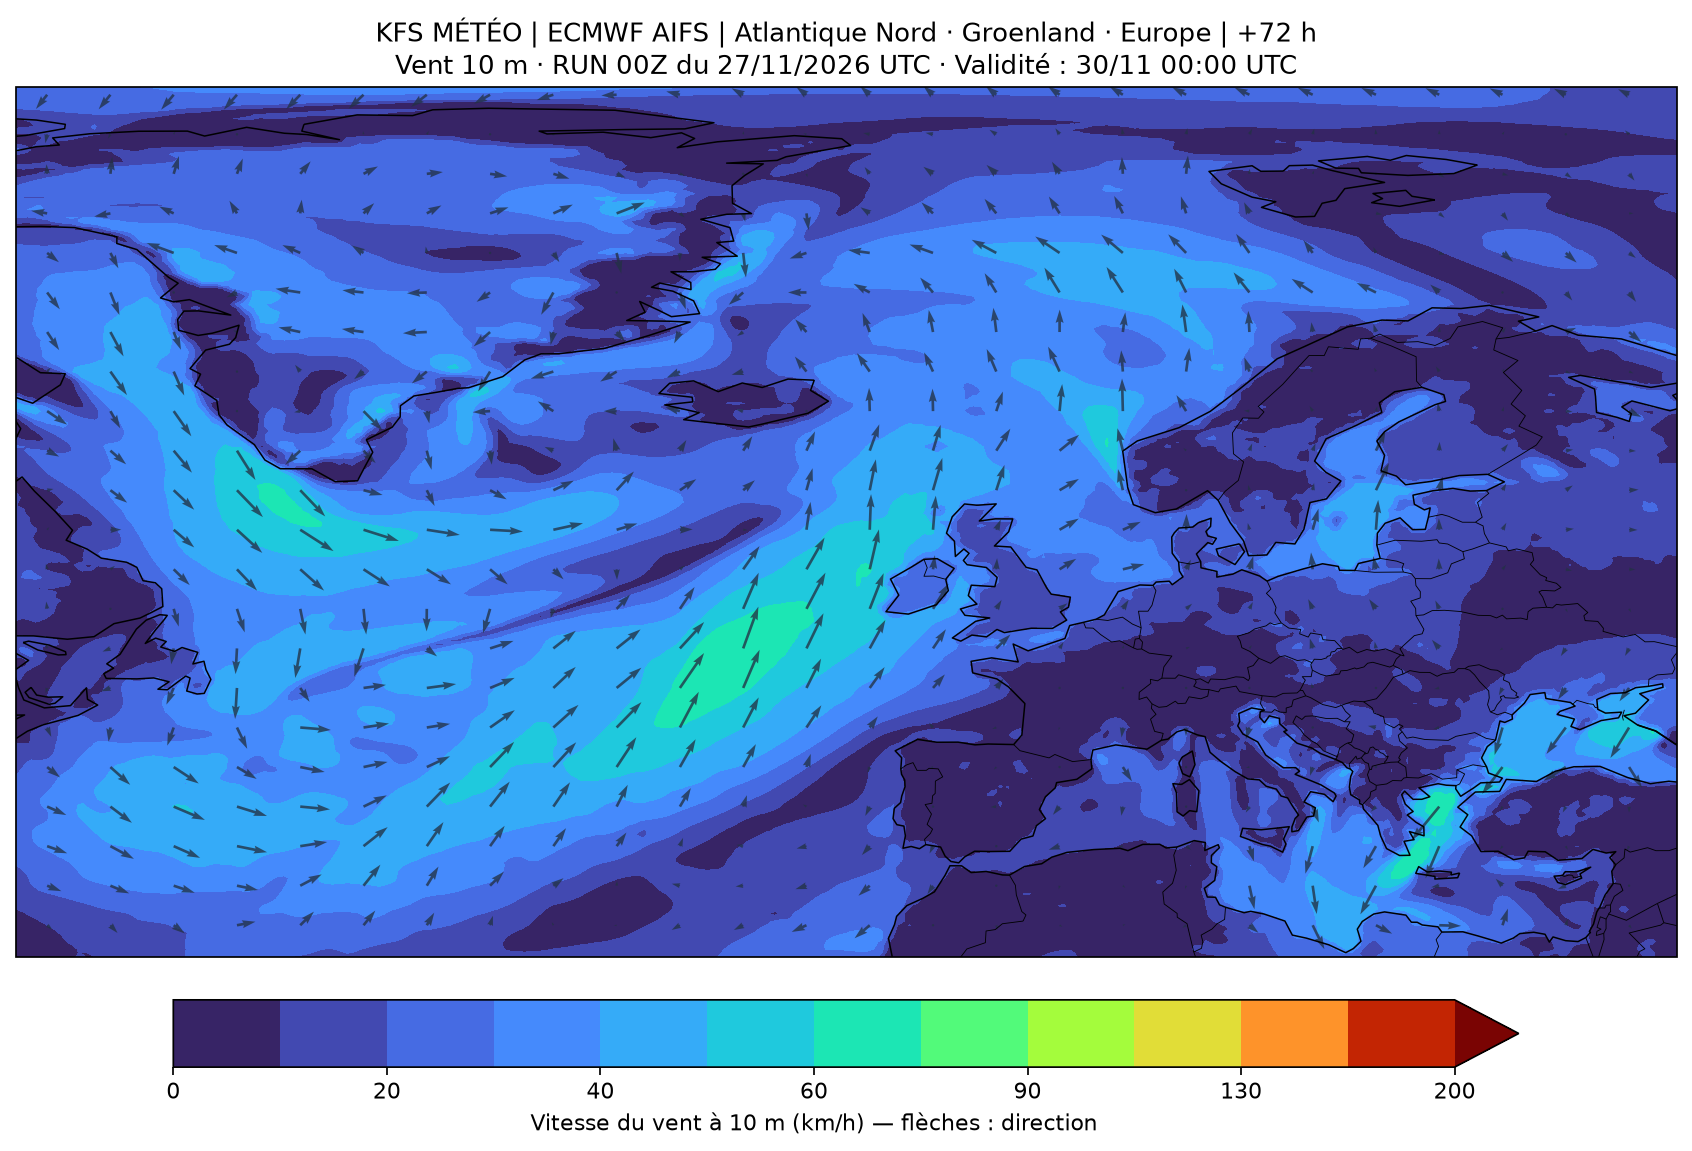 KFS MÉTÉO | ECMWF AIFS | Atlantique Nord · Groenland · Europe | +72 h
Vent 10 m · RUN 00Z du 27/11/2026 UTC · Validité : 30/11 00:00 UTC
0 20 40 60 90 130 200
Vitesse du vent à 10 m (km/h) — flèches : direction